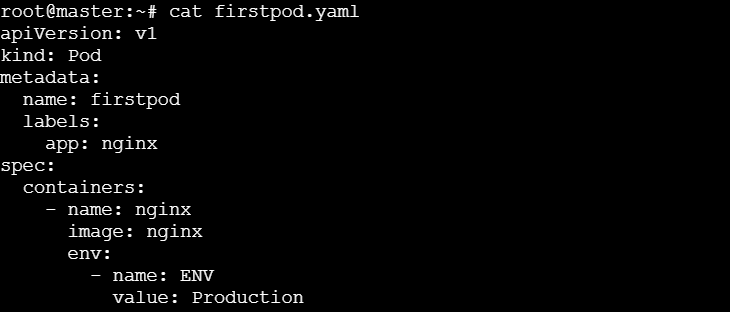 root@master:~# cat firstpod.yaml
apiVersion: v1
kind: Pod
metadata:
  name: firstpod
  labels:
    app: nginx
spec:
  containers:
    - name: nginx
      image: nginx
      env:
        - name: ENV
          value: Production